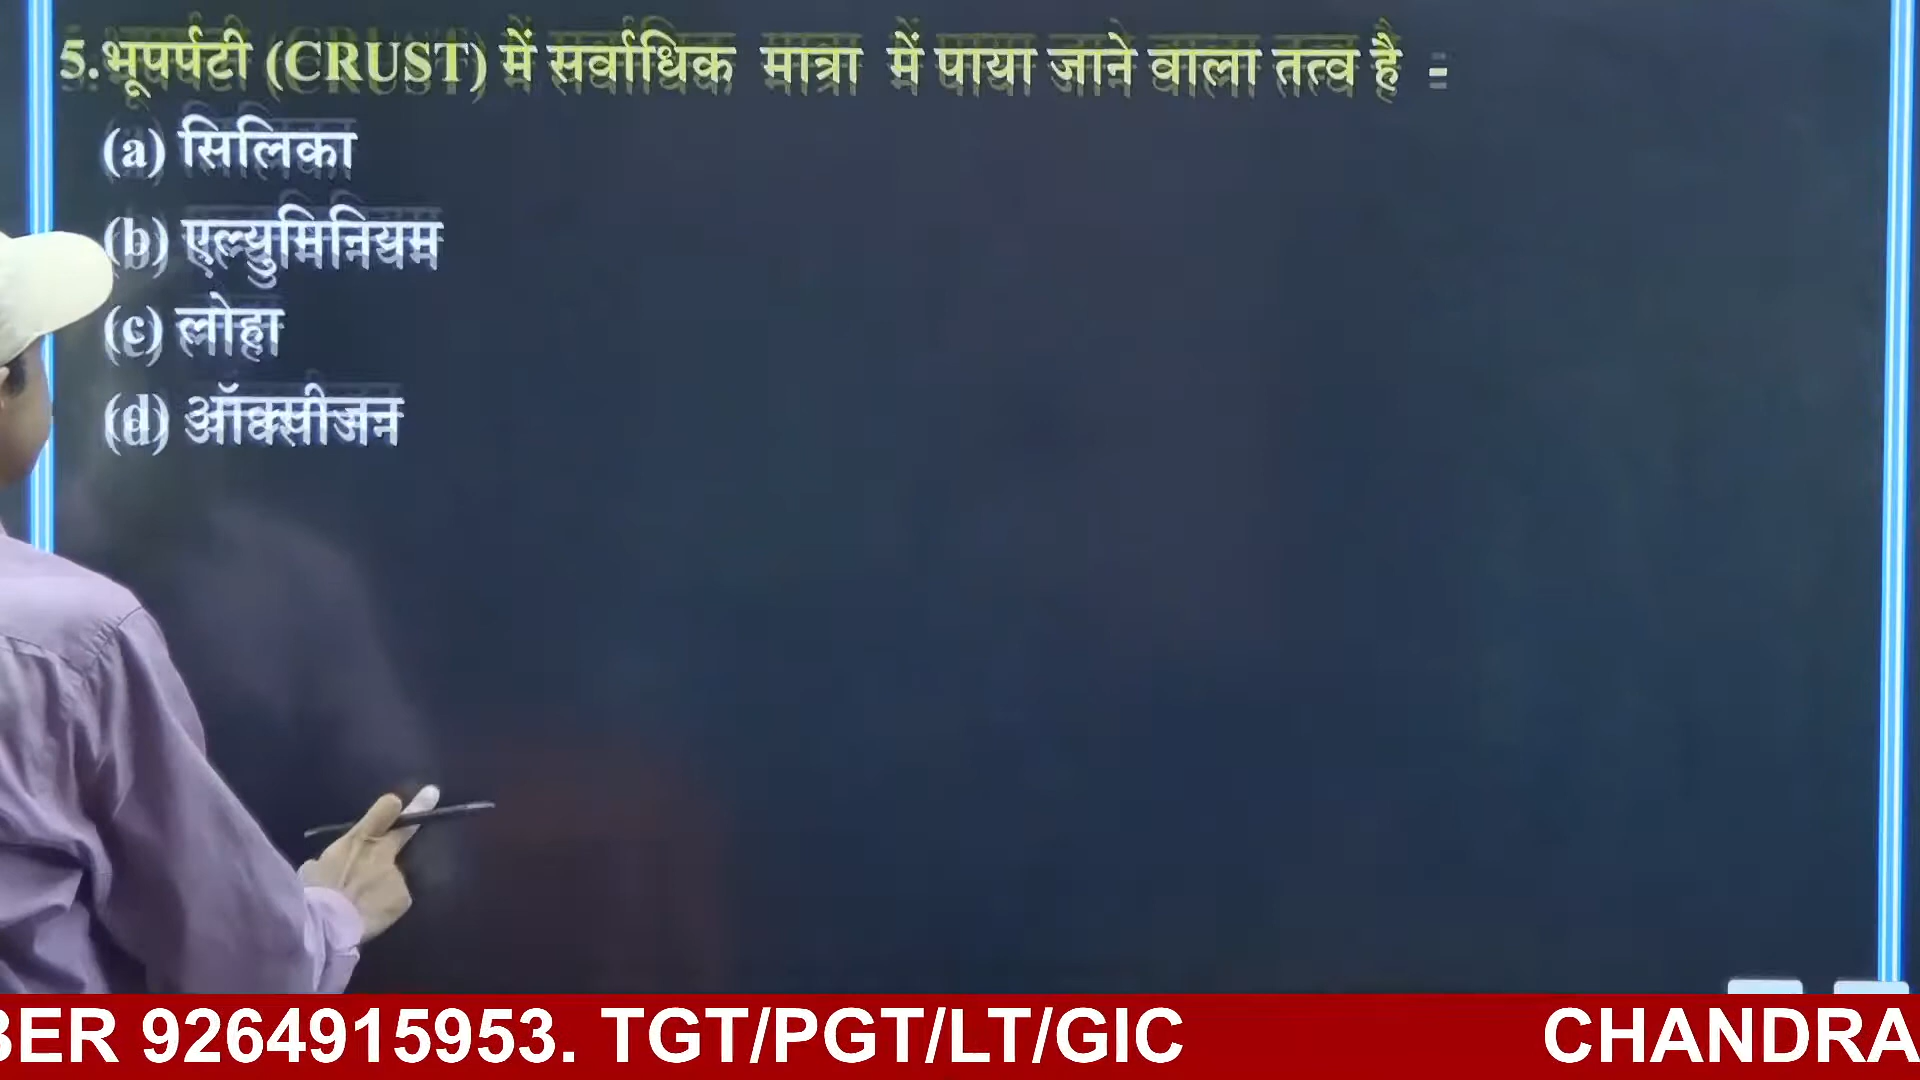 5.भूपर्पटी (CRUST) में सर्वाधिक मात्रा में पाया जाने वाला तत्व है -
(a) सिलिका
(b) एल्युमिनियम
(c) लोहा
(d) ऑक्सीजन
BER 9264915953. TGT/PGT/LT/GIC CHANDRA